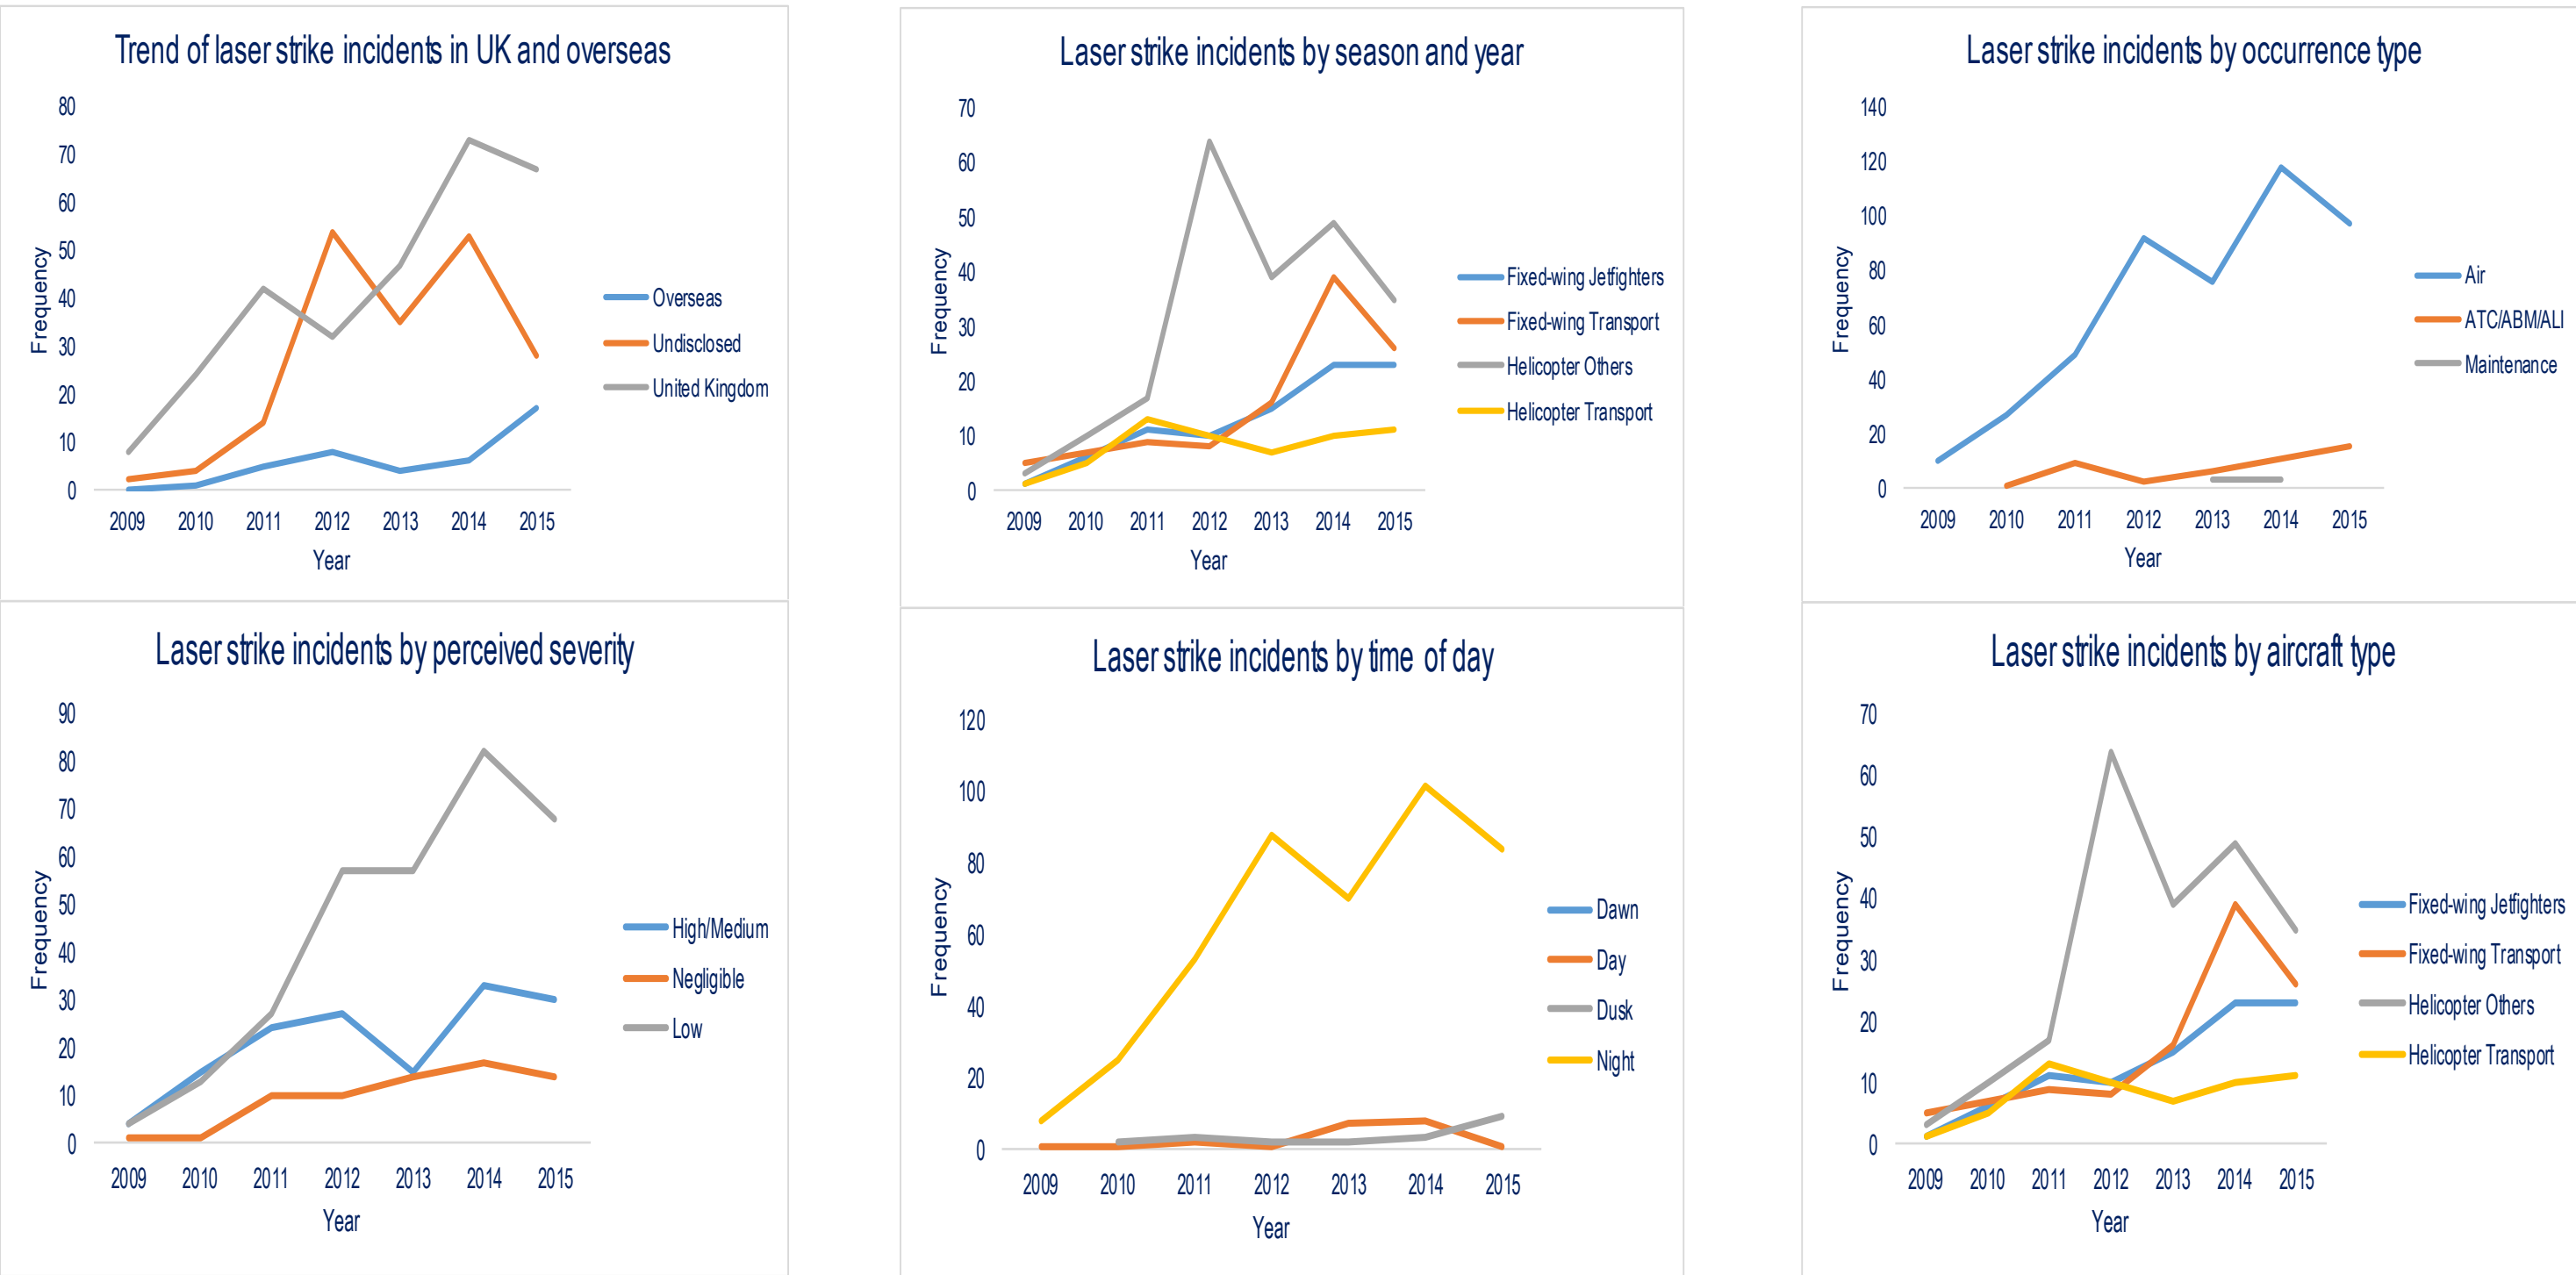 Trend of laser strike incidents in UK and overseas
80
70
60
50
40
30
20
10
0
Frequency
2009 2010 2011 2012 2013 2014 2015
Year
Overseas
Undisclosed
United Kingdom
Laser strike incidents by season and year
70
60
50
40
30
20
10
0
Frequency
2009 2010 2011 2012 2013 2014 2015
Year
Fixed-wing Jetfighters
Fixed-wing Transport
Helicopter Others
Helicopter Transport
Laser strike incidents by occurrence type
140
120
100
80
60
40
20
0
Frequency
2009 2010 2011 2012 2013 2014 2015
Year
Air
ATC/ABM/ALI
Maintenance
Laser strike incidents by perceived severity
90
80
70
60
50
40
30
20
10
0
Frequency
2009 2010 2011 2012 2013 2014 2015
Year
High/Medium
Negligible
Low
Laser strike incidents by time of day
120
100
80
60
40
20
0
Frequency
2009 2010 2011 2012 2013 2014 2015
Year
Dawn
Day
Dusk
Night
Laser strike incidents by aircraft type
70
60
50
40
30
20
10
0
Frequency
2009 2010 2011 2012 2013 2014 2015
Year
Fixed-wing Jetfighters
Fixed-wing Transport
Helicopter Others
Helicopter Transport